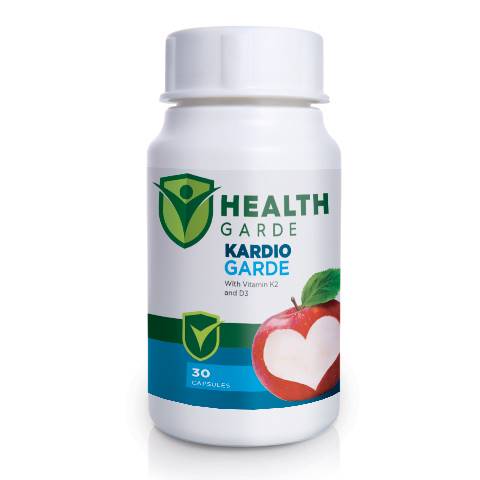 HEALTH
GARDE
KARDIO
GARDE
With Vitamin K2
and D3
30
CAPSULES